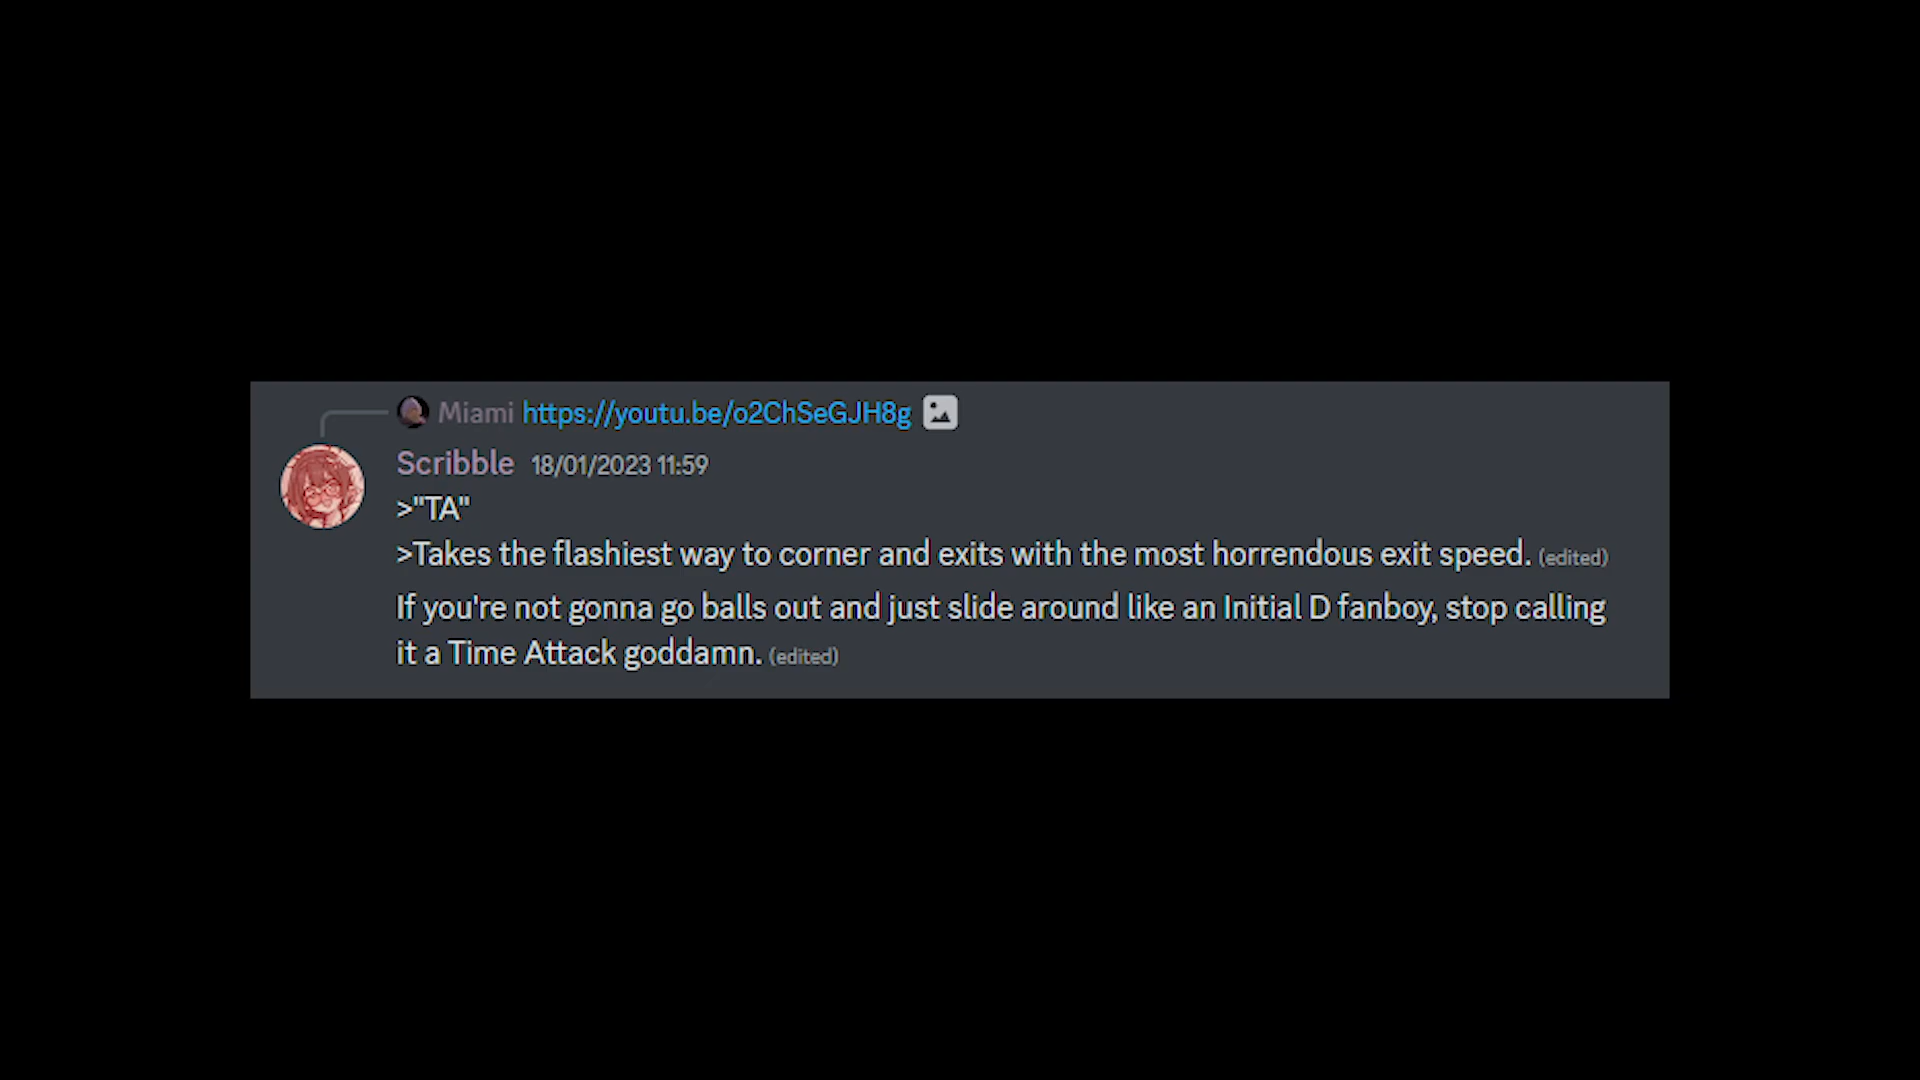 Miami https://youtu.be/o2ChSeGJH8g
Scribble 18/01/2023 11:59
>"TA"
>Takes the flashiest way to corner and exits with the most horrendous exit speed. (edited)
If you're not gonna go balls out and just slide around like an Initial D fanboy, stop calling
it a Time Attack goddamn. (edited)